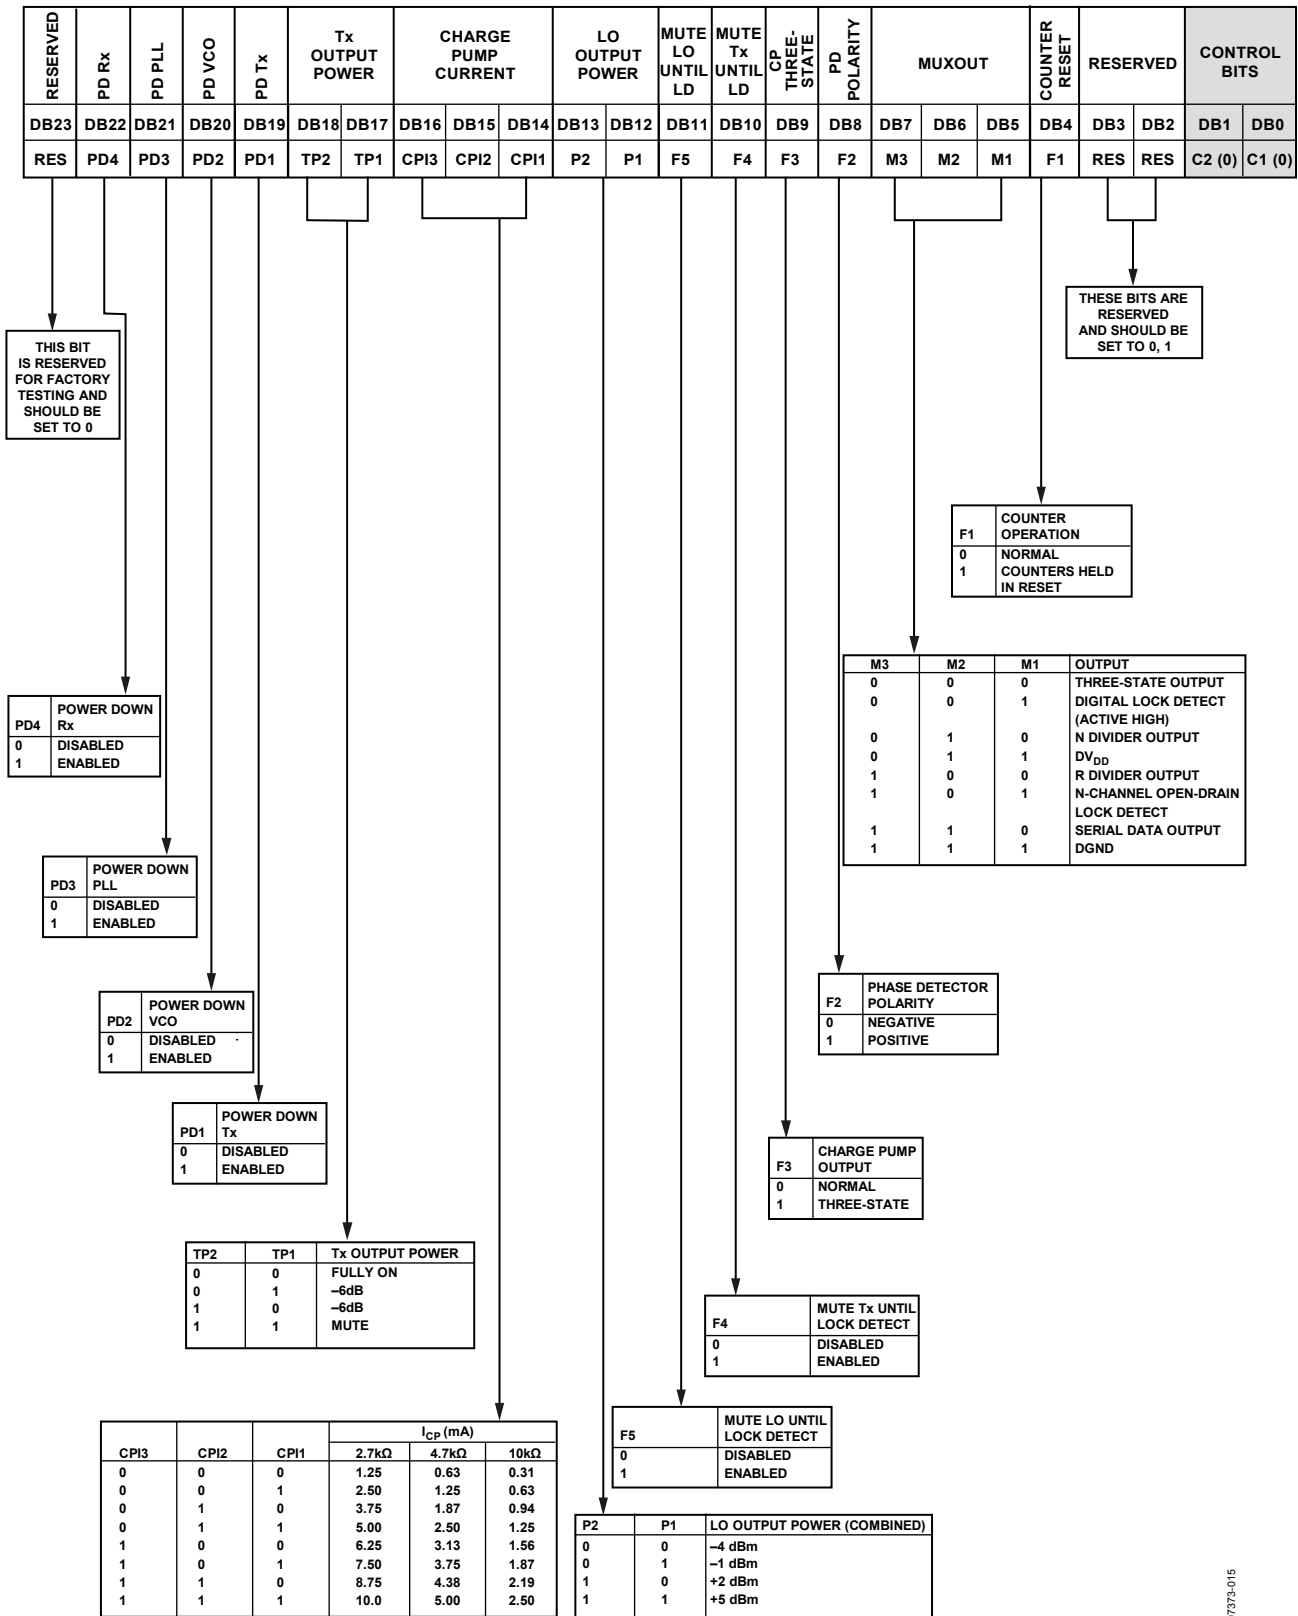 RESERVED
PD Rx
PD PLL
PD VCO
PD Tx
Tx
OUTPUT
POWER
CHARGE
PUMP
CURRENT
LO
OUTPUT
POWER
MUTE
LO
UNTIL
LD
MUTE
Tx
UNTIL
LD
CP
THREE-
STATE
PD
POLARITY
MUXOUT
COUNTER
RESET
RESERVED
CONTROL
BITS
DB23 DB22 DB21 DB20 DB19 DB18 DB17 DB16 DB15 DB14 DB13 DB12 DB11 DB10 DB9 DB8 DB7 DB6 DB5 DB4 DB3 DB2 DB1 DB0
RES PD4 PD3 PD2 PD1 TP2 TP1 CPI3 CPI2 CPI1 P2 P1 F5 F4 F3 F2 M3 M2 M1 F1 RES RES C2 (0) C1 (0)
THESE BITS ARE
RESERVED
AND SHOULD BE
SET TO 0, 1
THIS BIT
IS RESERVED
FOR FACTORY
TESTING AND
SHOULD BE
SET TO 0
COUNTER
F1 OPERATION
0 NORMAL
1 COUNTERS HELD
IN RESET
M3 M2 M1 OUTPUT
0 0 0 THREE-STATE OUTPUT
0 0 1 DIGITAL LOCK DETECT
(ACTIVE HIGH)
0 1 0 N DIVIDER OUTPUT
0 1 1 DVDD
1 0 0 R DIVIDER OUTPUT
1 0 1 N-CHANNEL OPEN-DRAIN
LOCK DETECT
1 1 0 SERIAL DATA OUTPUT
1 1 1 DGND
POWER DOWN
PD4 Rx
0 DISABLED
1 ENABLED
POWER DOWN
PD3 PLL
0 DISABLED
1 ENABLED
POWER DOWN
PD2 VCO
0 DISABLED
1 ENABLED
PHASE DETECTOR
F2 POLARITY
0 NEGATIVE
1 POSITIVE
POWER DOWN
PD1 Tx
0 DISABLED
1 ENABLED
CHARGE PUMP
F3 OUTPUT
0 NORMAL
1 THREE-STATE
TP2 TP1 Tx OUTPUT POWER
0 0 FULLY ON
0 1 –6dB
1 0 –6dB
1 1 MUTE
MUTE Tx UNTIL
F4 LOCK DETECT
0 DISABLED
1 ENABLED
MUTE LO UNTIL
F5 LOCK DETECT
0 DISABLED
1 ENABLED
ICP (mA)
CPI3 CPI2 CPI1 2.7kΩ 4.7kΩ 10kΩ
0 0 0 1.25 0.63 0.31
0 0 1 2.50 1.25 0.63
0 1 0 3.75 1.87 0.94
0 1 1 5.00 2.50 1.25
1 0 0 6.25 3.13 1.56
1 0 1 7.50 3.75 1.87
1 1 0 8.75 4.38 2.19
1 1 1 10.0 5.00 2.50
P2 P1 LO OUTPUT POWER (COMBINED)
0 0 –4 dBm
0 1 –1 dBm
1 0 +2 dBm
1 1 +5 dBm
7373-015